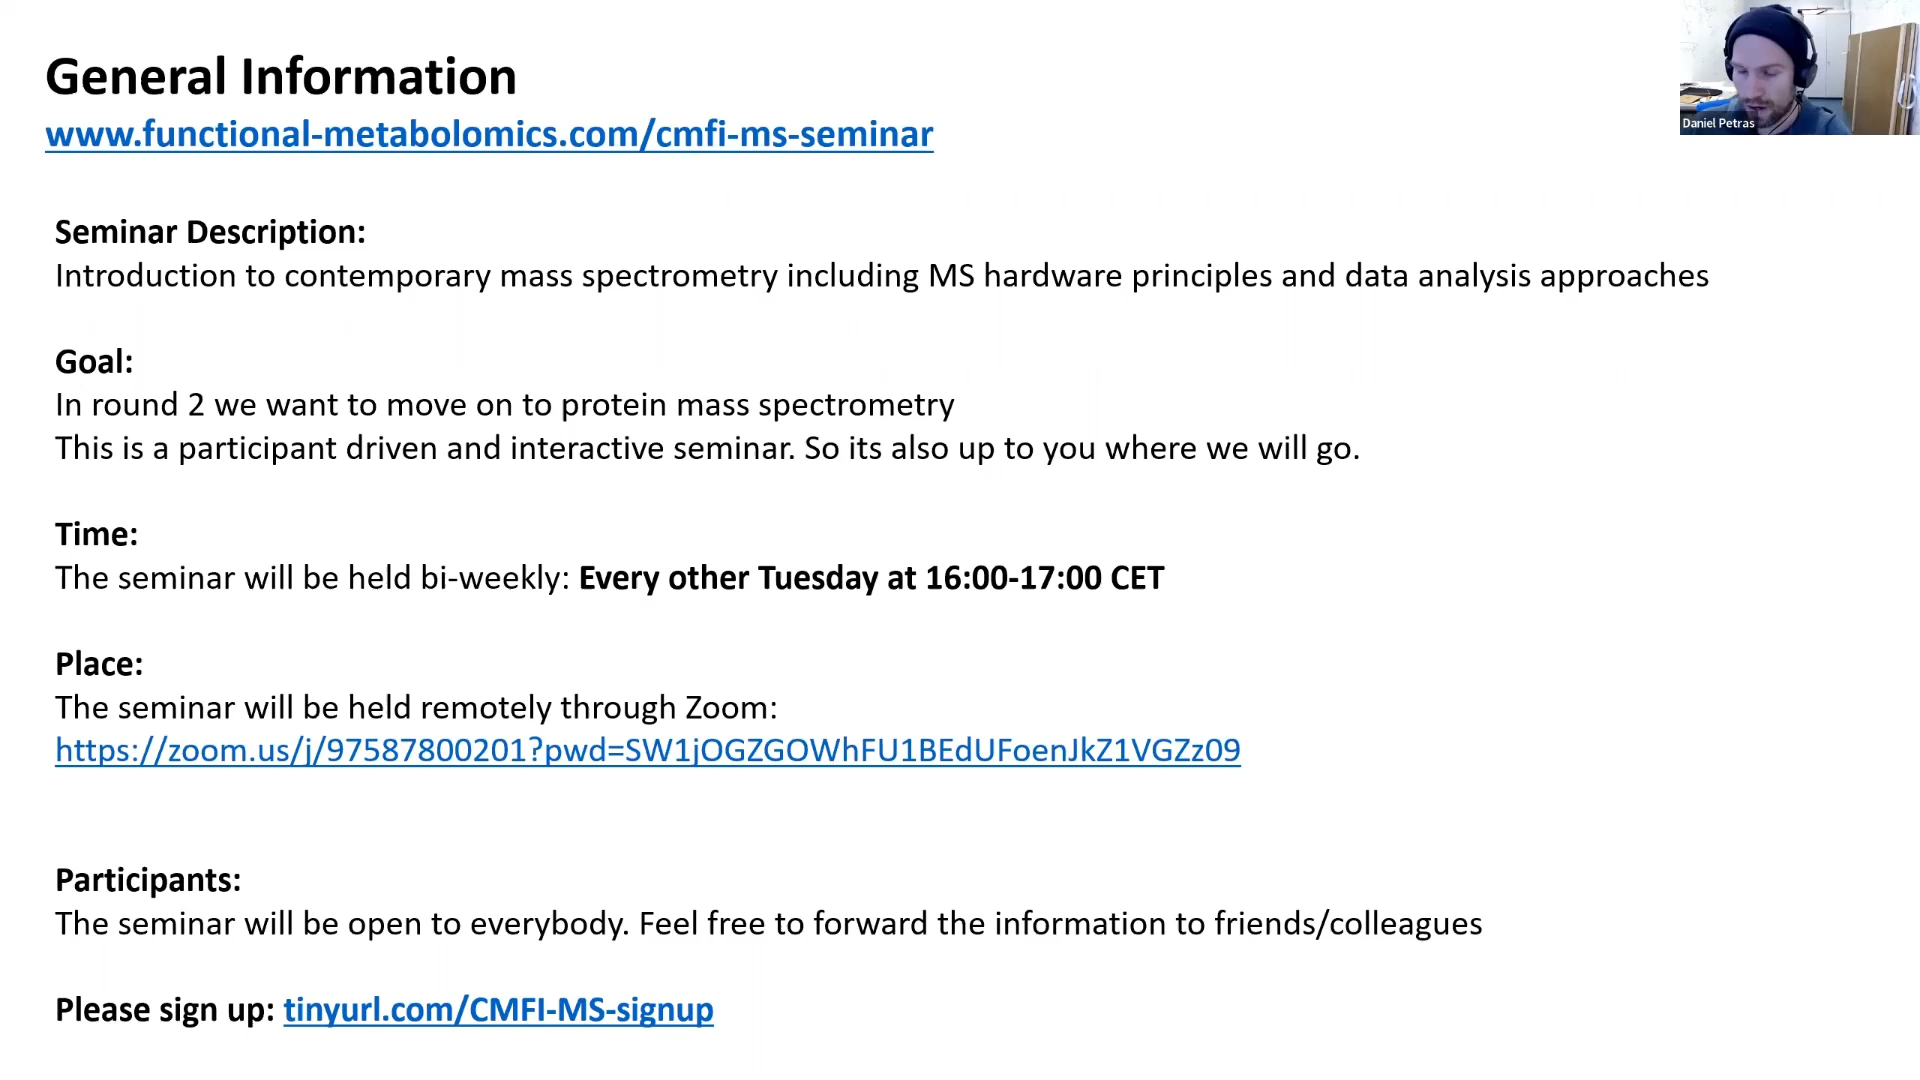 General Information
www.functional-metabolomics.com/cmfi-ms-seminar
Daniel Petras
Seminar Description:
Introduction to contemporary mass spectrometry including MS hardware principles and data analysis approaches
Goal:
In round 2 we want to move on to protein mass spectrometry
This is a participant driven and interactive seminar. So its also up to you where we will go.
Time:
The seminar will be held bi-weekly: Every other Tuesday at 16:00-17:00 CET
Place:
The seminar will be held remotely through Zoom:
https://zoom.us/j/97587800201?pwd=SW1jOGZGOWhFU1BEdUFoenJkZ1VGZz09
Participants:
The seminar will be open to everybody. Feel free to forward the information to friends/colleagues
Please sign up: tinyurl.com/CMFI-MS-signup